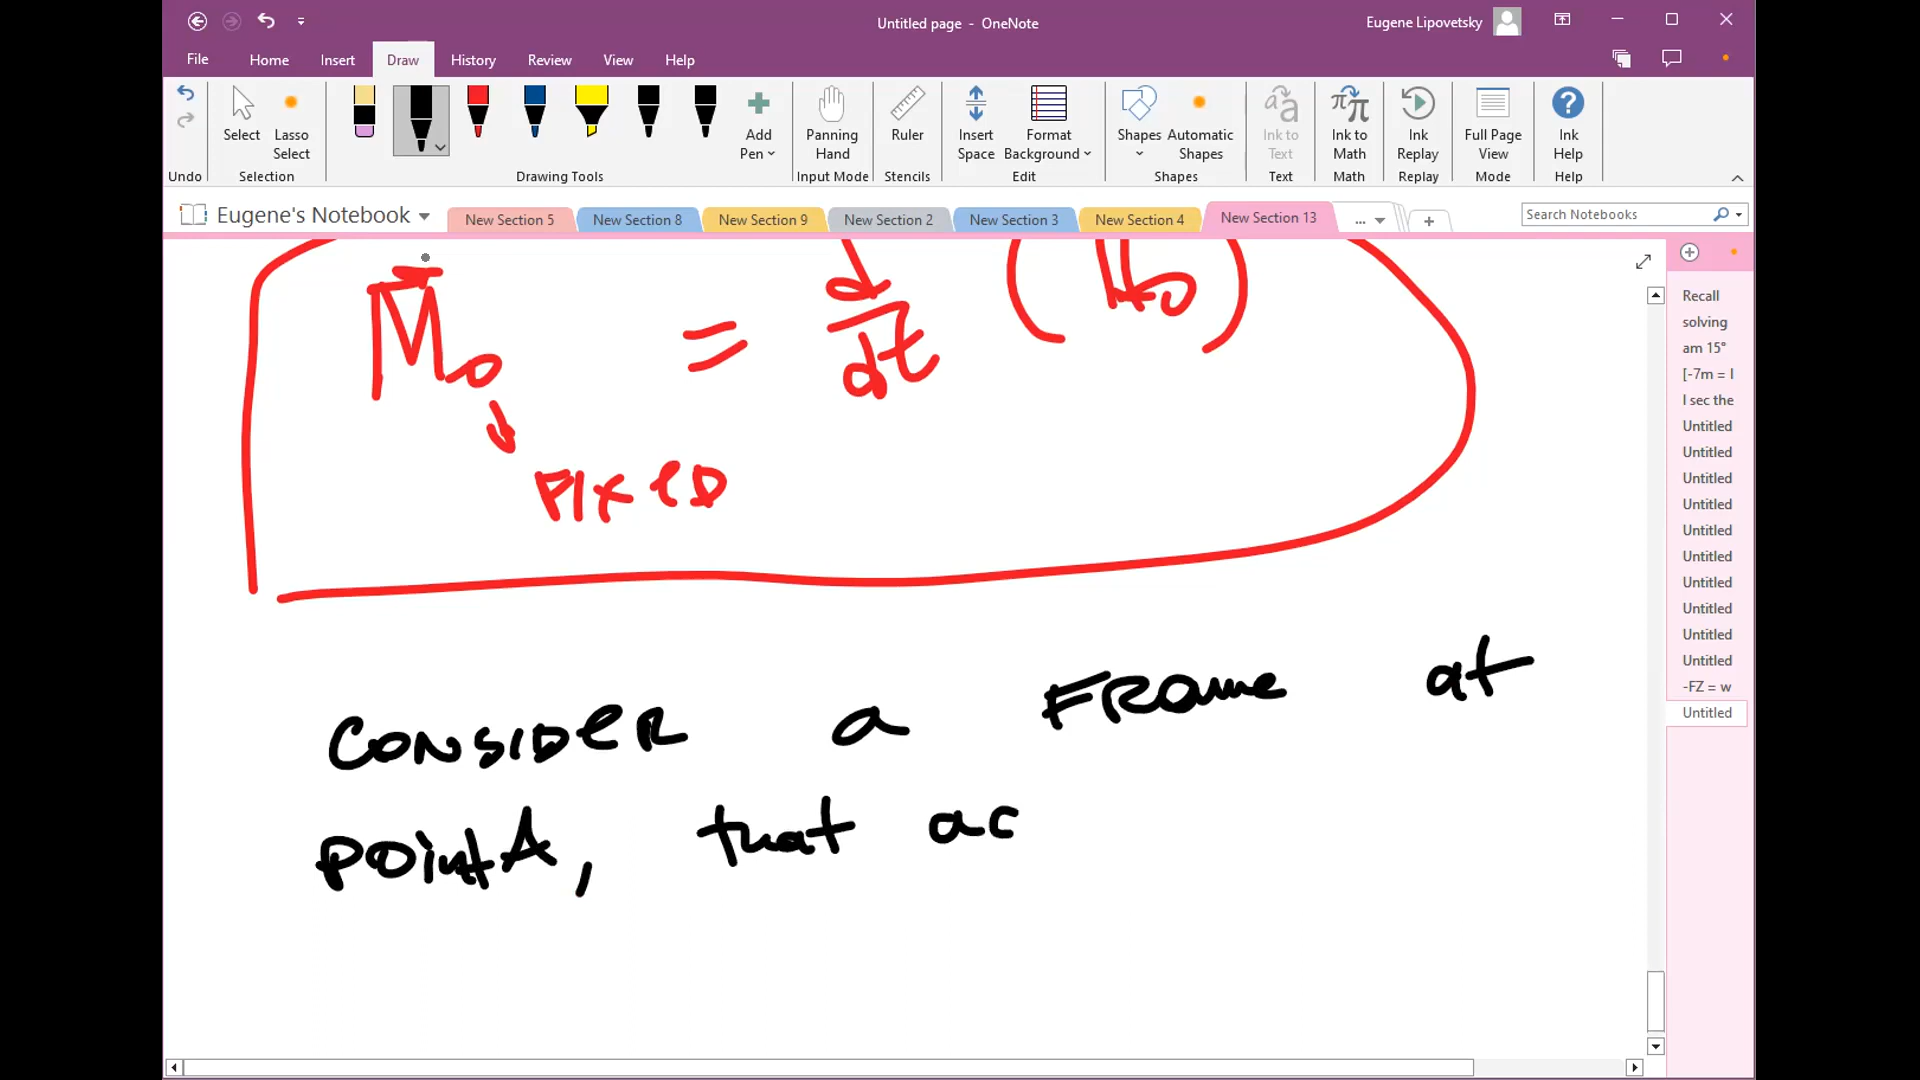 Untitled page - OneNote
Eugene Lipovetsky
File Home Insert Draw History Review View Help
Select
Lasso Select
Add Pen
Panning Hand
Ruler
Insert Space
Format Background
Shapes
Automatic Shapes
Ink to Text
Ink to Math
Ink Replay
Full Page View
Ink Help
Undo Selection Drawing Tools Input Mode Stencils Edit Shapes Text Math Replay Mode Help
Eugene's Notebook
New Section 5 New Section 8 New Section 9 New Section 2 New Section 3 New Section 4 New Section 13 ...
Search Notebooks
M₀ = d/dt (H₀)
FIXED
CONSIDER a FRame at
pointA, that ac
Recall
solving
am 15°
[-7m = l
I sec the
Untitled
Untitled
Untitled
Untitled
Untitled
Untitled
Untitled
Untitled
Untitled
Untitled
-FZ = w
Untitled